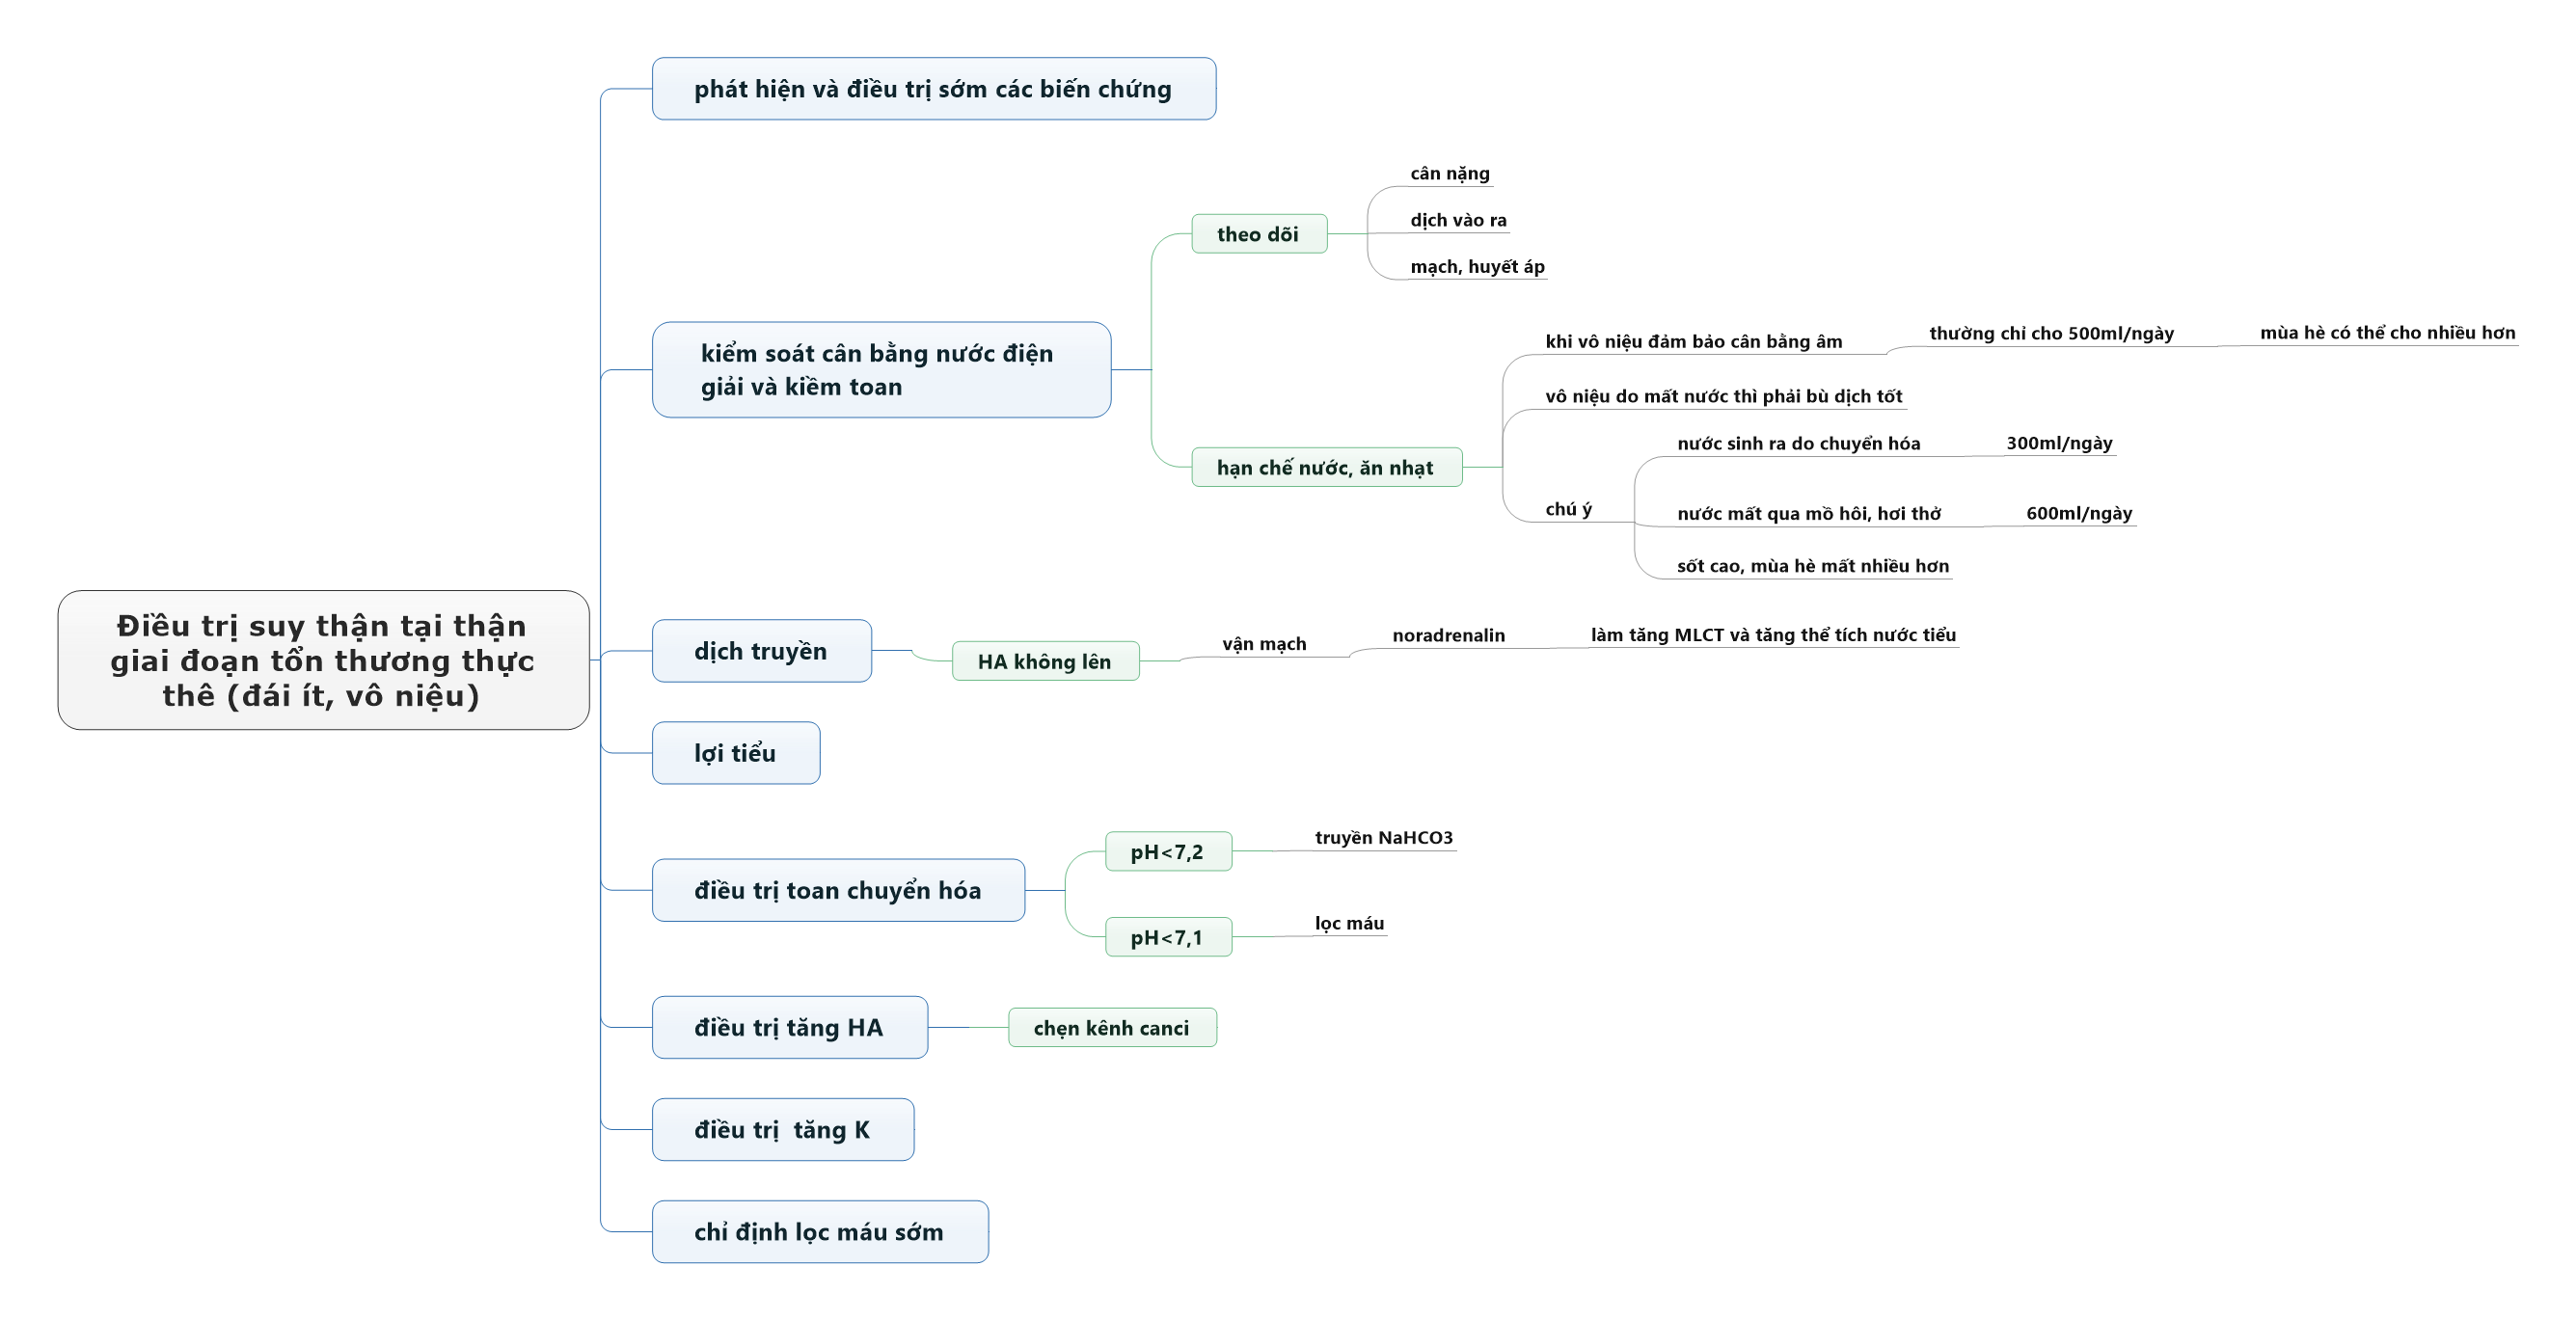 phát hiện và điều trị sớm các biến chứng
cân nặng
dịch vào ra
theo dõi
mạch, huyết áp
kiểm soát cân bằng nước điện
giải và kiềm toan
khi vô niệu đảm bảo cân bằng âm
thường chỉ cho 500ml/ngày
mùa hè có thể cho nhiều hơn
vô niệu do mất nước thì phải bù dịch tốt
hạn chế nước, ăn nhạt
nước sinh ra do chuyển hóa
300ml/ngày
chú ý
nước mất qua mồ hôi, hơi thở
600ml/ngày
sốt cao, mùa hè mất nhiều hơn
Điều trị suy thận tại thận
giai đoạn tổn thương thực
thê (đái ít, vô niệu)
dịch truyền
HA không lên
vận mạch
noradrenalin
làm tăng MLCT và tăng thể tích nước tiểu
lợi tiểu
điều trị toan chuyển hóa
pH<7,2
truyền NaHCO3
pH<7,1
lọc máu
điều trị tăng HA
chẹn kênh canci
điều trị  tăng K
chỉ định lọc máu sớm